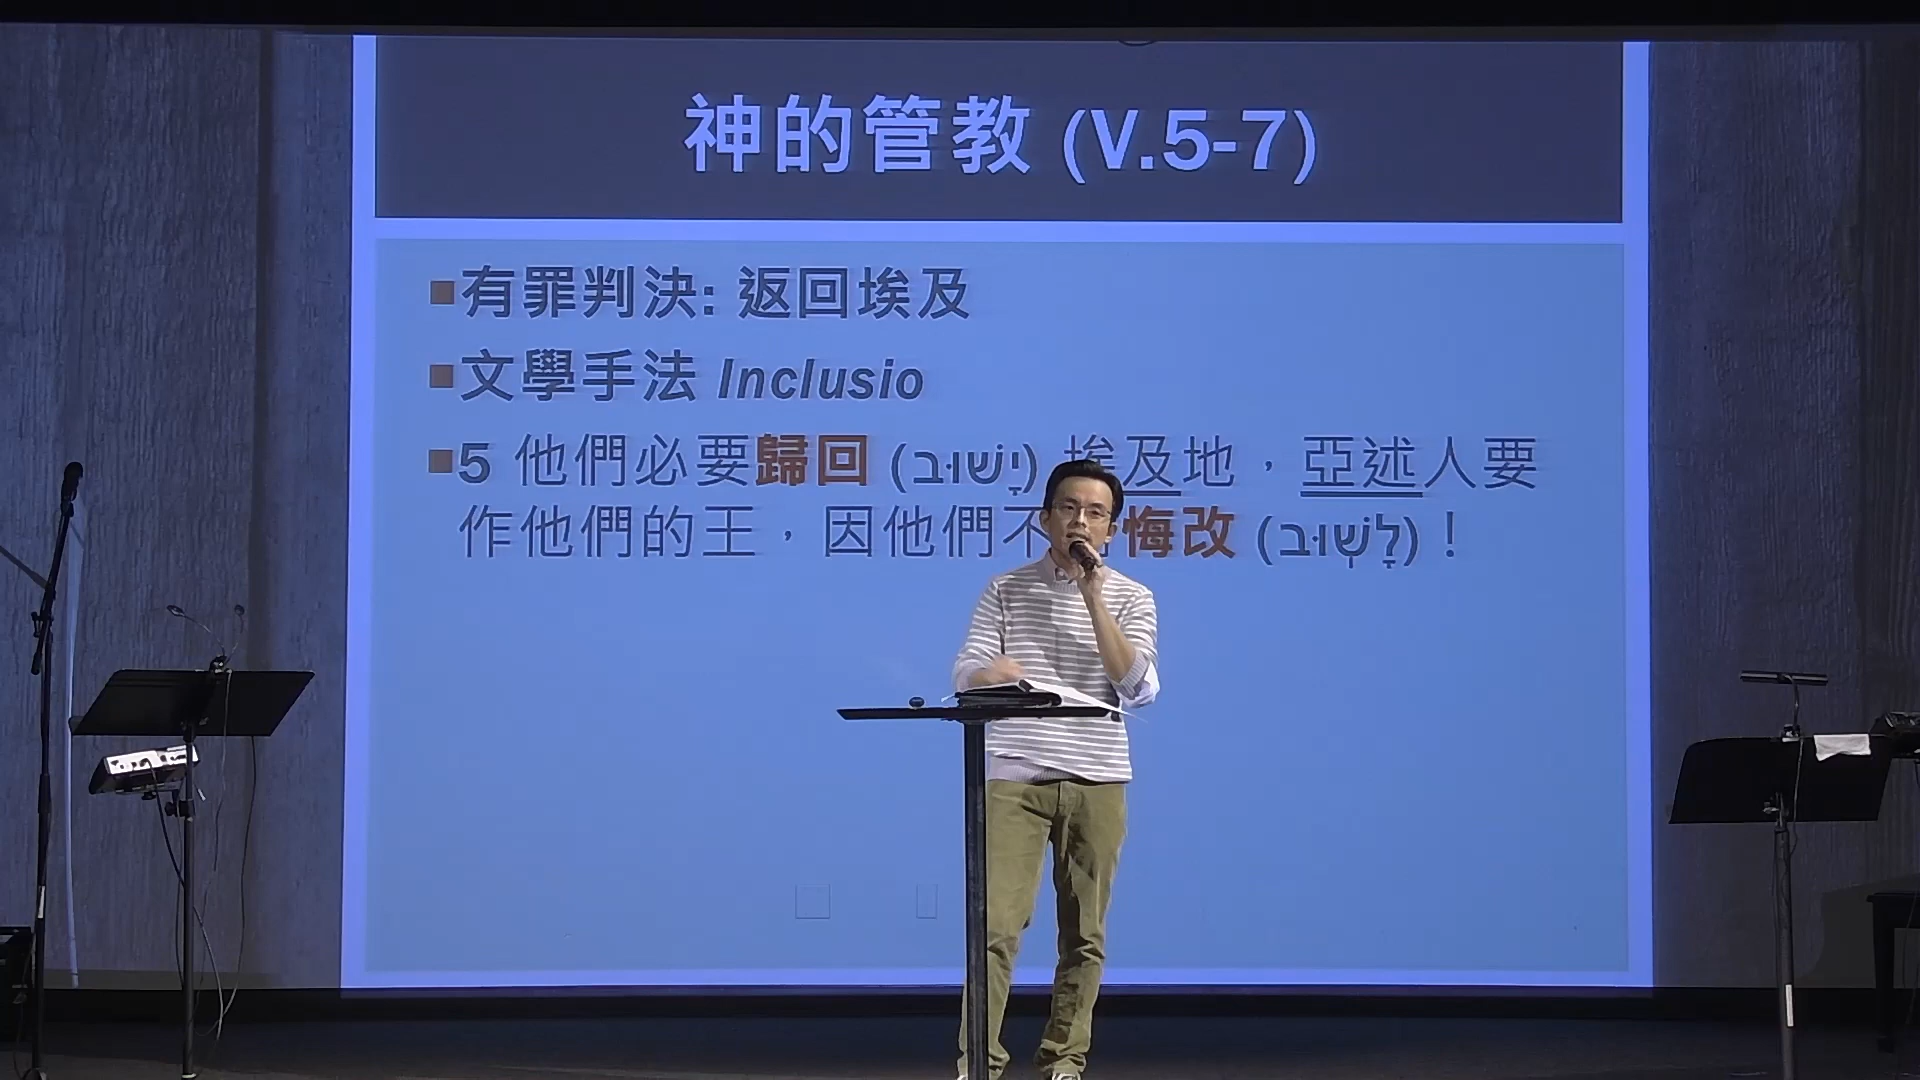 神的管教 (V.5-7)
■有罪判決: 返回埃及
■文學手法 Inclusio
■5 他們必要歸回 (יָשׁוּב) 埃及地，亞述人要
作他們的王，因他們不 悔改 (לָשׁוּב)！